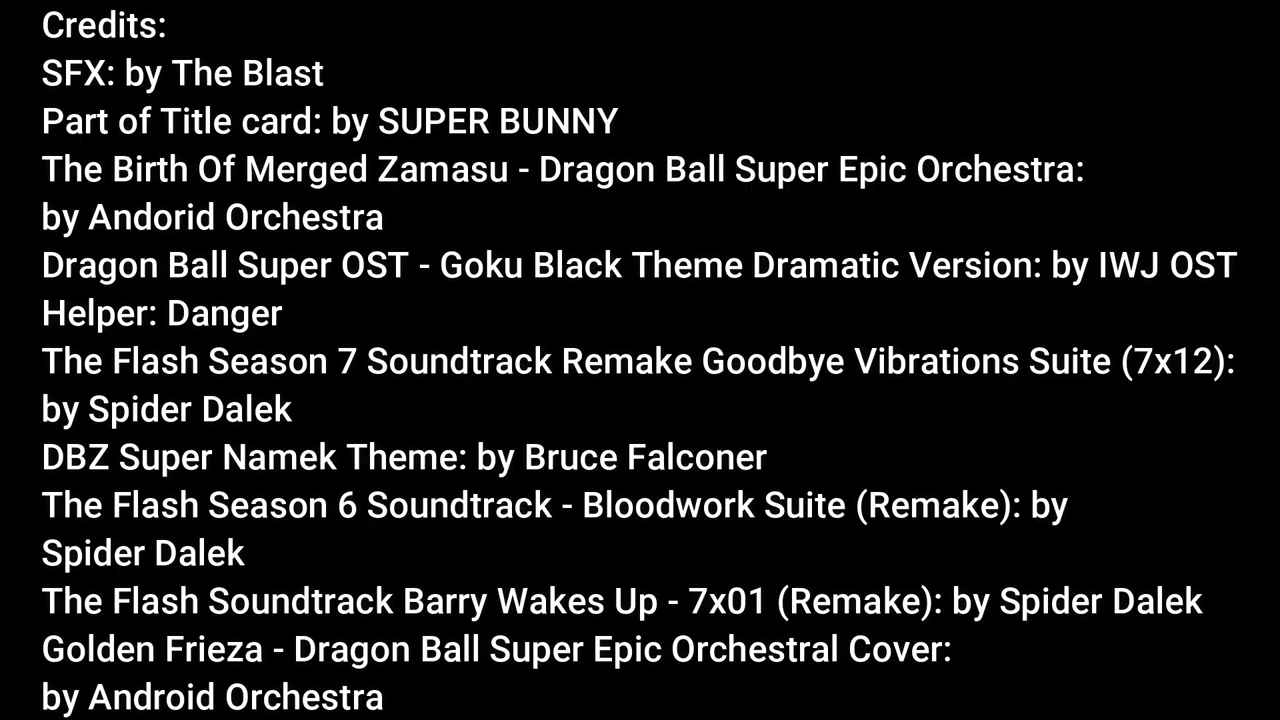 Credits:
SFX: by The Blast
Part of Title card: by SUPER BUNNY
The Birth Of Merged Zamasu - Dragon Ball Super Epic Orchestra:
by Andorid Orchestra
Dragon Ball Super OST - Goku Black Theme Dramatic Version: by IWJ OST
Helper: Danger
The Flash Season 7 Soundtrack Remake Goodbye Vibrations Suite (7x12):
by Spider Dalek
DBZ Super Namek Theme: by Bruce Falconer
The Flash Season 6 Soundtrack - Bloodwork Suite (Remake): by
Spider Dalek
The Flash Soundtrack Barry Wakes Up - 7x01 (Remake): by Spider Dalek
Golden Frieza - Dragon Ball Super Epic Orchestral Cover:
by Android Orchestra